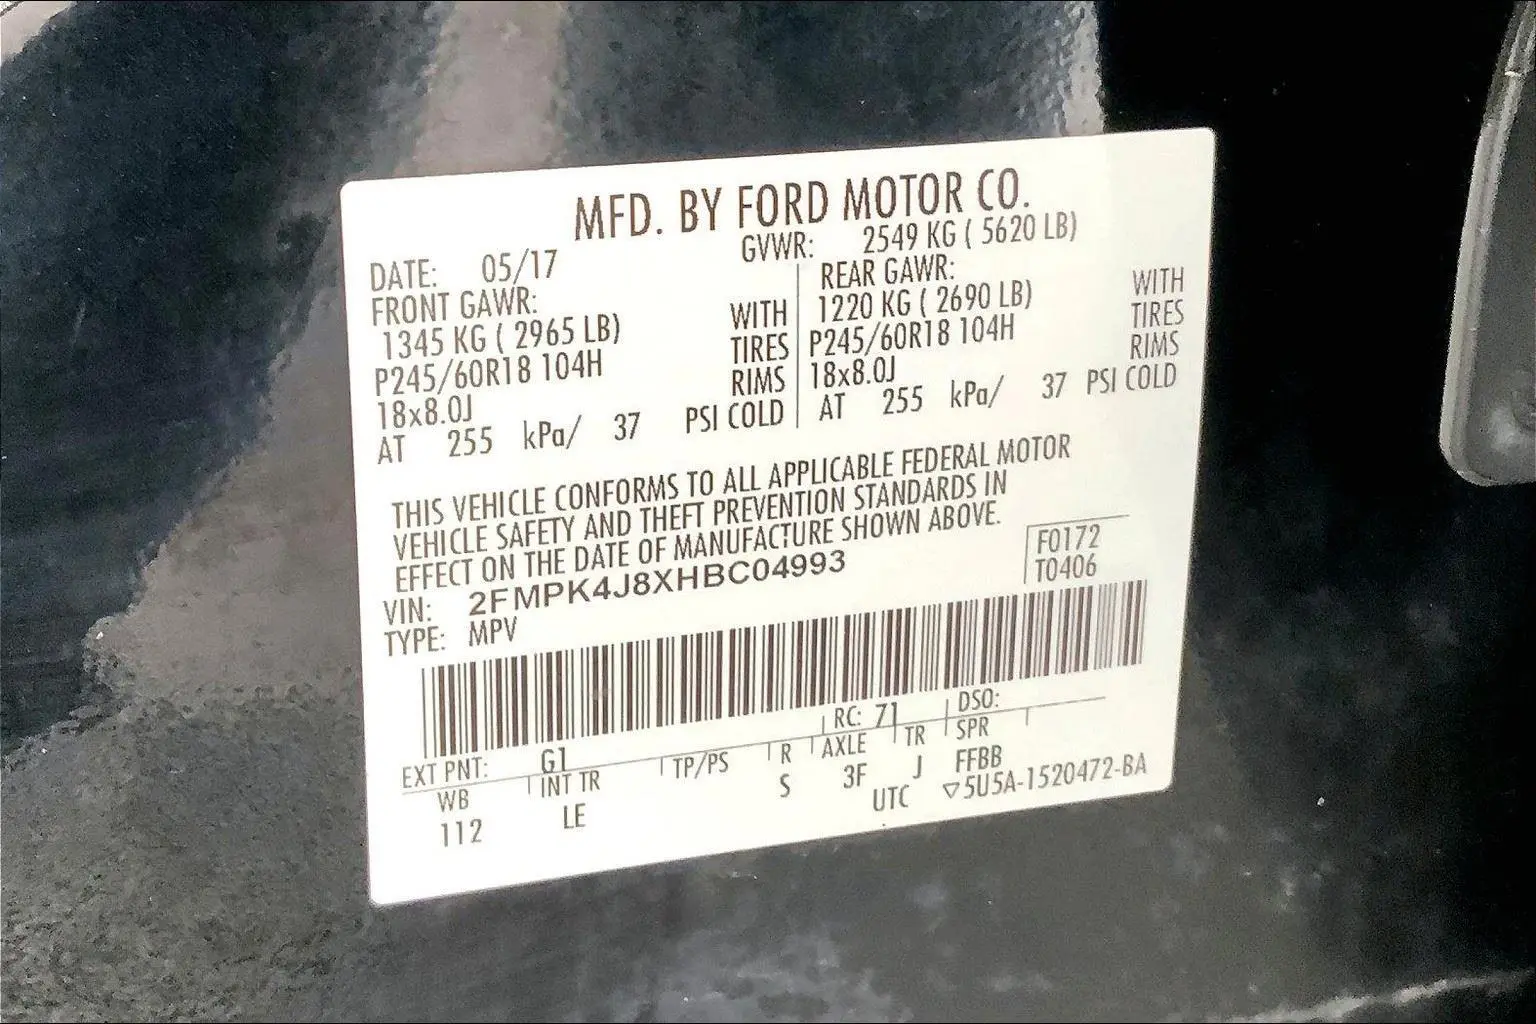 MFD. BY FORD MOTOR CO.
DATE: 05/17 GVWR: 2549 KG ( 5620 LB)
FRONT GAWR: REAR GAWR:
1345 KG ( 2965 LB) WITH 1220 KG ( 2690 LB) WITH
P245/60R18 104H TIRES P245/60R18 104H TIRES
18x8.0J RIMS 18x8.0J RIMS
AT 255 kPa/ 37 PSI COLD AT 255 kPa/ 37 PSI COLD
THIS VEHICLE CONFORMS TO ALL APPLICABLE FEDERAL MOTOR
VEHICLE SAFETY AND THEFT PREVENTION STANDARDS IN
EFFECT ON THE DATE OF MANUFACTURE SHOWN ABOVE.
VIN: 2FMPK4J8XHBC04993 F0172
TYPE: MPV T0406
EXT PNT: G1 RC: 71 DSO:
WB INT TR TP/PS R AXLE TR SPR
112 LE S 3F J FFBB
UTC ▽5U5A-1520472-BA